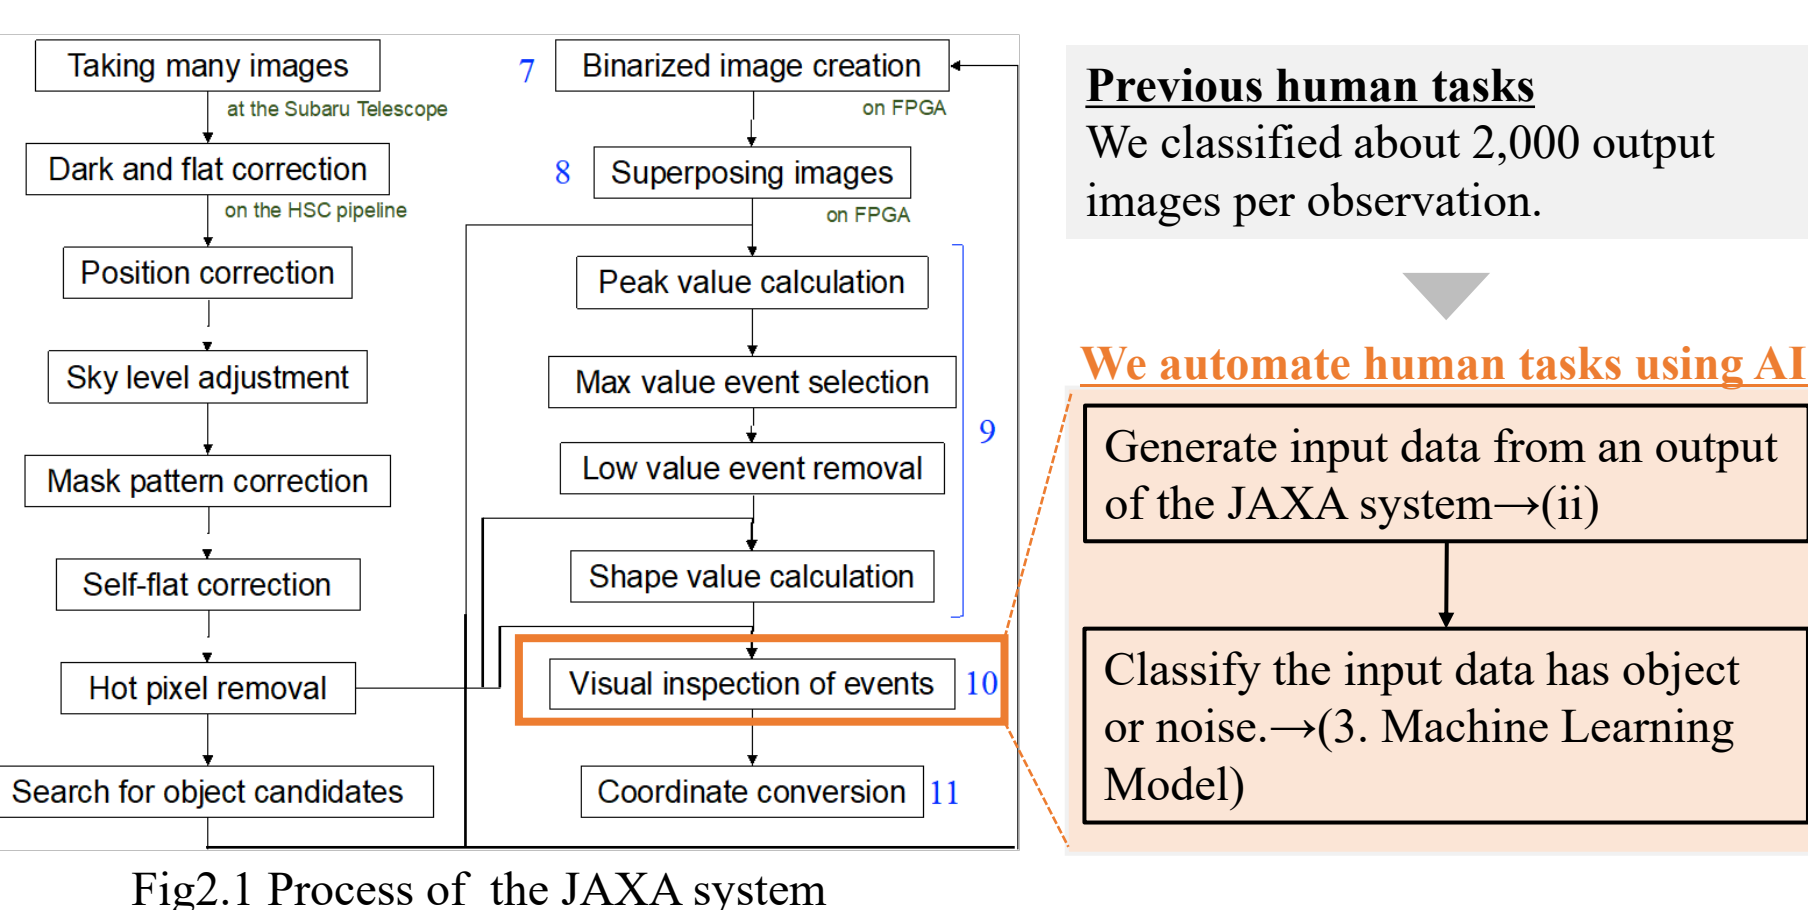 Taking many images
at the Subaru Telescope
Dark and flat correction
on the HSC pipeline
Position correction
Sky level adjustment
Mask pattern correction
Self-flat correction
Hot pixel removal
Search for object candidates
7
Binarized image creation
on FPGA
8
Superposing images
on FPGA
Peak value calculation
Max value event selection
9
Low value event removal
Shape value calculation
Visual inspection of events
10
Coordinate conversion
11
Fig2.1 Process of the JAXA system
Previous human tasks
We classified about 2,000 output
images per observation.
We automate human tasks using AI
Generate input data from an output
of the JAXA system→(ii)
Classify the input data has object
or noise.→(3. Machine Learning
Model)